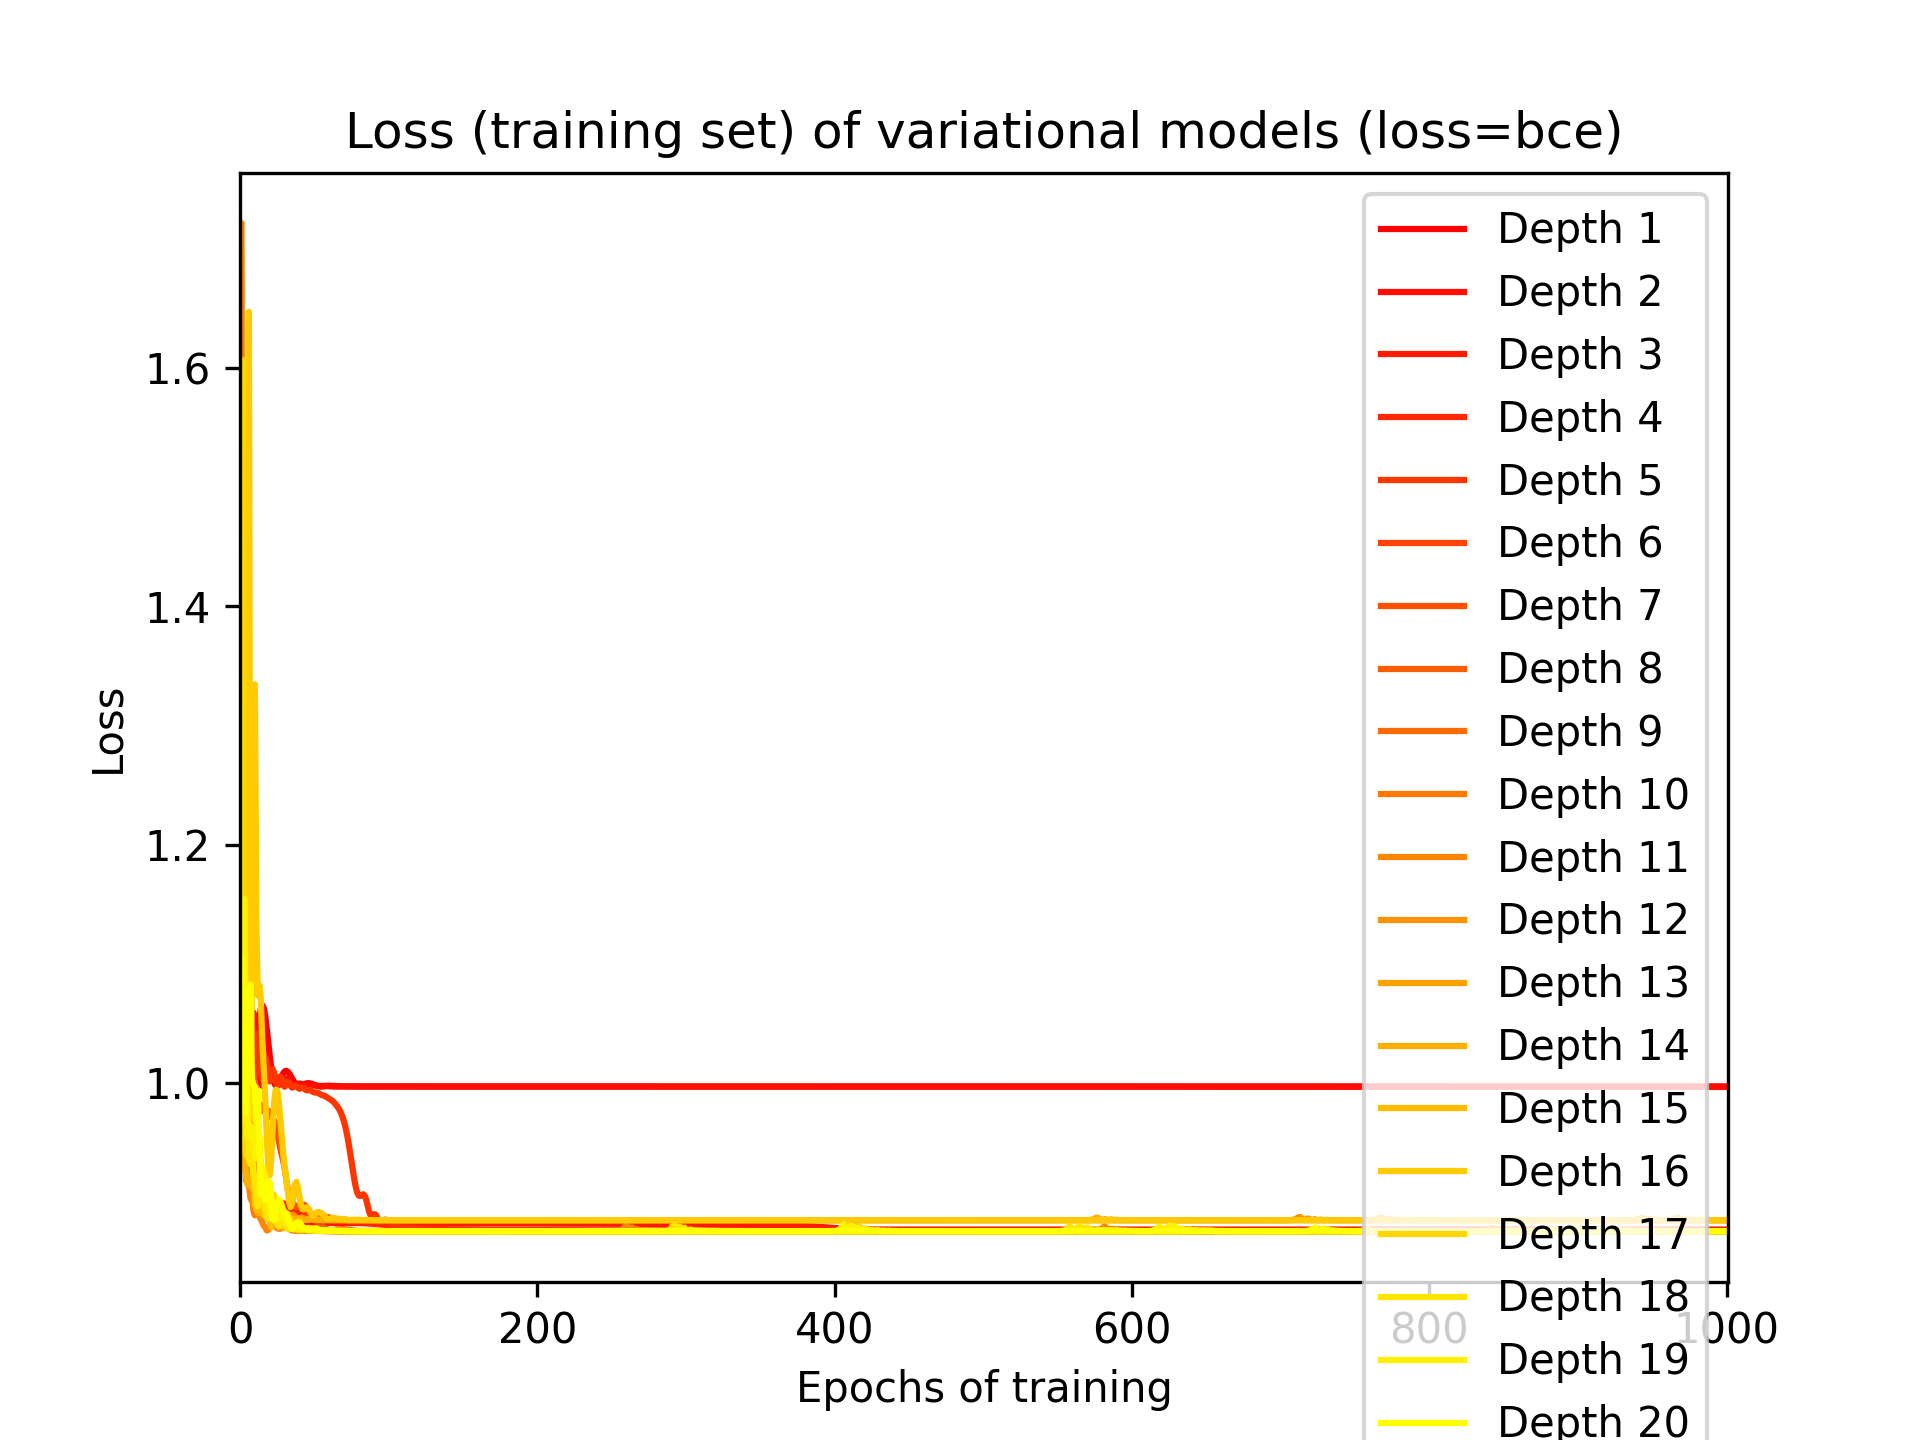 Loss (training set) of variational models (loss=bce)
Loss
1.6
1.4
1.2
1.0
0
200
400
600
800
1000
Epochs of training
Depth 1
Depth 2
Depth 3
Depth 4
Depth 5
Depth 6
Depth 7
Depth 8
Depth 9
Depth 10
Depth 11
Depth 12
Depth 13
Depth 14
Depth 15
Depth 16
Depth 17
Depth 18
Depth 19
Depth 20